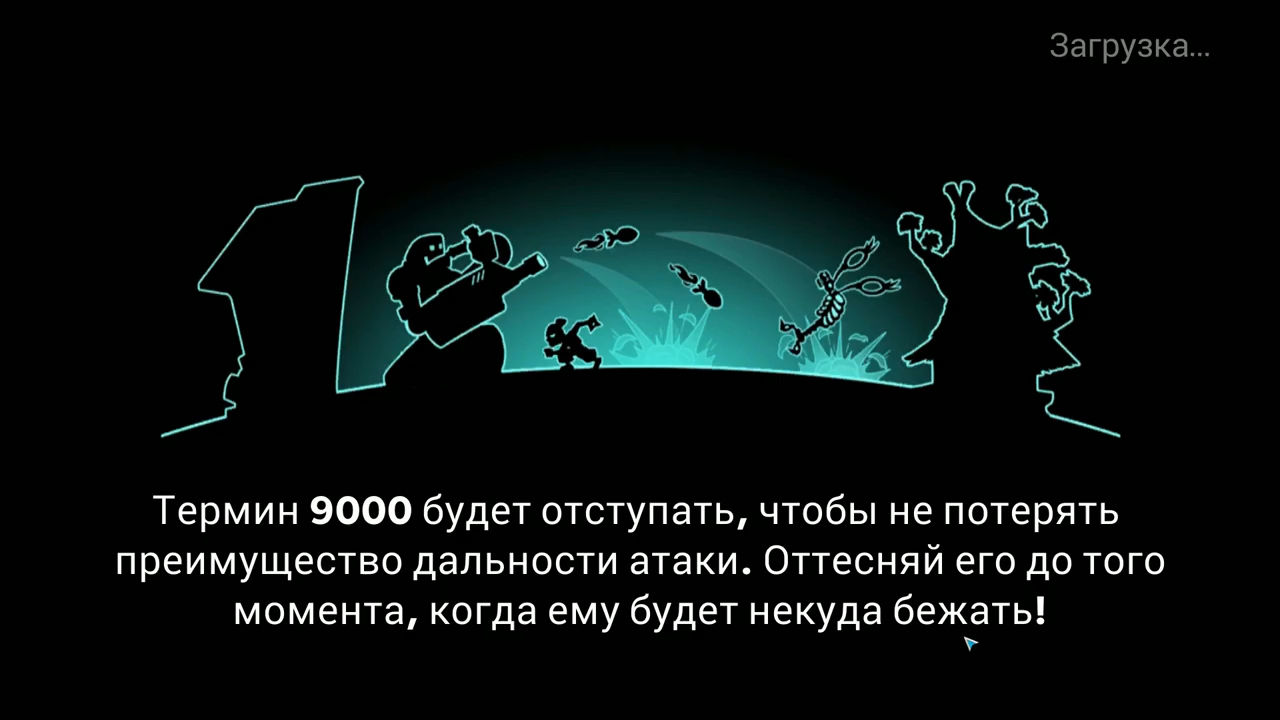 Загрузка...
Термин 9000 будет отступать, чтобы не потерять
преимущество дальности атаки. Оттесняй его до того
момента, когда ему будет некуда бежать!